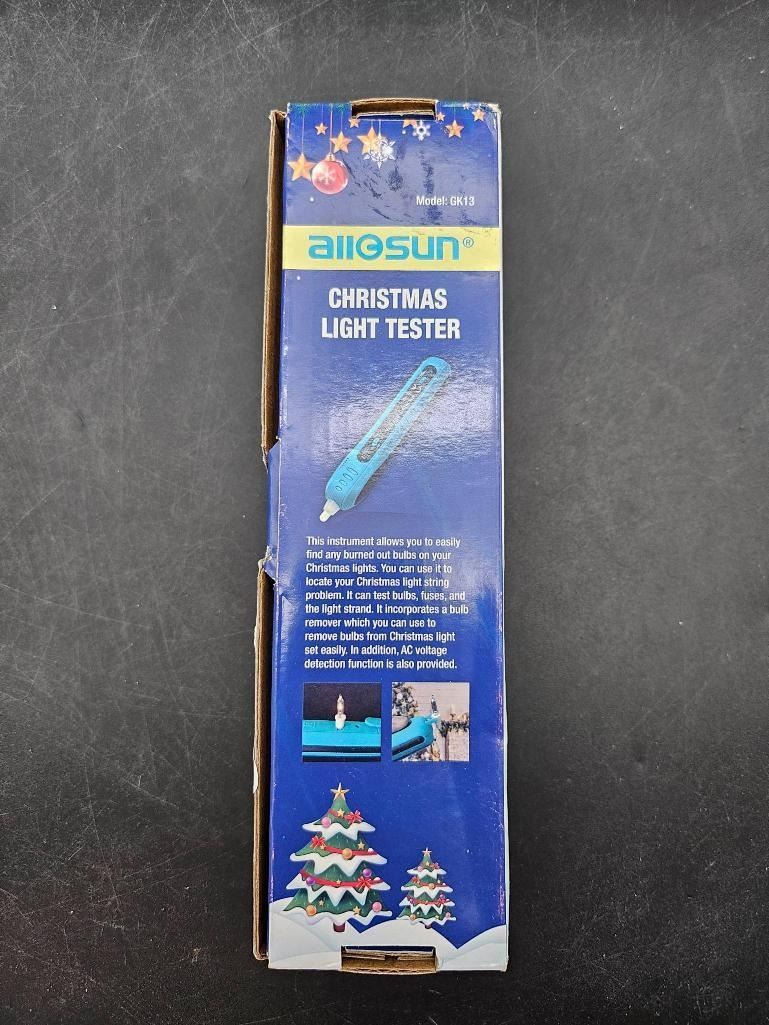 Model: GK13
allosun®
CHRISTMAS
LIGHT TESTER
This instrument allows you to easily
find any burned out bulbs on your
Christmas lights. You can use it to
locate your Christmas light string
problem. It can test bulbs, fuses, and
the light strand. It incorporates a bulb
remover which you can use to
remove bulbs from Christmas light
set easily. In addition, AC voltage
detection function is also provided.